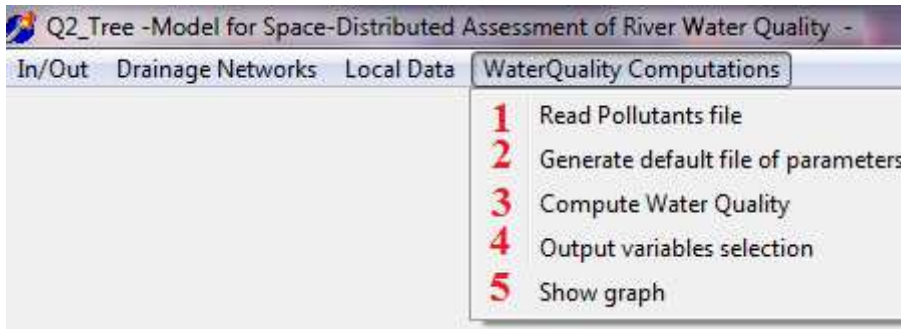 Q2_Tree -Model for Space-Distributed Assessment of River Water Quality -
In/Out Drainage Networks Local Data WaterQuality Computations
1 Read Pollutants file
2 Generate default file of parameters
3 Compute Water Quality
4 Output variables selection
5 Show graph